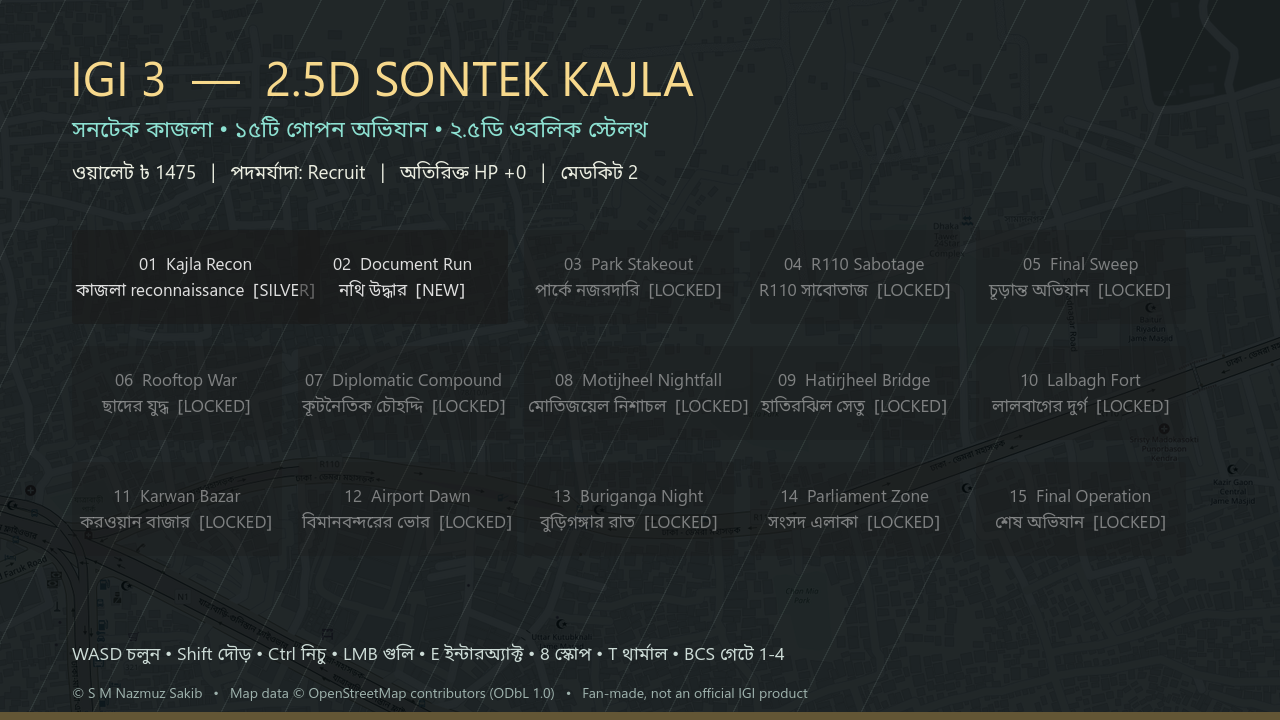 IGI 3 — 2.5D SONTEK KAJLA
সনটেক কাজলা • ১৫টি গোপন অভিযান • ২.৫ডি ওবলিক স্টেলথ
ওয়ালেট ৳ 1475 | পদমর্যাদা: Recruit | অতিরিক্ত HP +0 | মেডকিট 2
01 Kajla Recon
কাজলা reconnaissance [SILVER]
02 Document Run
নথি উদ্ধার [NEW]
03 Park Stakeout
পার্কে নজরদারি [LOCKED]
04 R110 Sabotage
R110 সাবোতাজ [LOCKED]
05 Final Sweep
চূড়ান্ত অভিযান [LOCKED]
06 Rooftop War
ছাদের যুদ্ধ [LOCKED]
07 Diplomatic Compound
কূটনৈতিক চৌহদ্দি [LOCKED]
08 Motijheel Nightfall
মোতিজয়েল নিশাচল [LOCKED]
09 Hatirjheel Bridge
হাতিরঝিল সেতু [LOCKED]
10 Lalbagh Fort
লালবাগের দুর্গ [LOCKED]
11 Karwan Bazar
করওয়ান বাজার [LOCKED]
12 Airport Dawn
বিমানবন্দরের ভোর [LOCKED]
13 Buriganga Night
বুড়িগঙ্গার রাত [LOCKED]
14 Parliament Zone
সংসদ এলাকা [LOCKED]
15 Final Operation
শেষ অভিযান [LOCKED]
R110
N1
WASD চলুন • Shift দৌড় • Ctrl নিচু • LMB গুলি • E ইন্টারঅ্যাক্ট • 8 স্কোপ • T থার্মাল • BCS গেটে 1-4
© S M Nazmuz Sakib • Map data © OpenStreetMap contributors (ODbL 1.0) • Fan-made, not an official IGI product